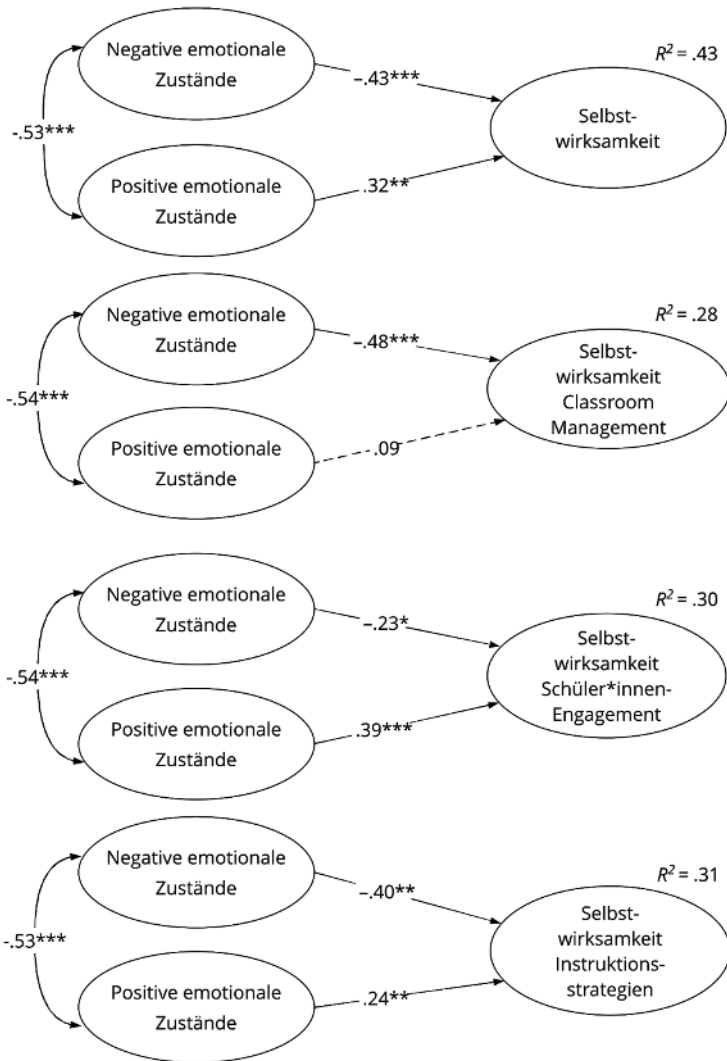 Negative emotionale
Zustände
-.53***
Positive emotionale
Zustände
–.43***
.32**
R² = .43
Selbst-
wirksamkeit
Negative emotionale
Zustände
-.54***
Positive emotionale
Zustände
–.48***
.09
R² = .28
Selbst-
wirksamkeit
Classroom
Management
Negative emotionale
Zustände
-.54***
Positive emotionale
Zustände
–.23*
.39***
R² = .30
Selbst-
wirksamkeit
Schüler*innen-
Engagement
Negative emotionale
Zustände
-.53***
Positive emotionale
Zustände
–.40**
.24**
R² = .31
Selbst-
wirksamkeit
Instruktions-
strategien